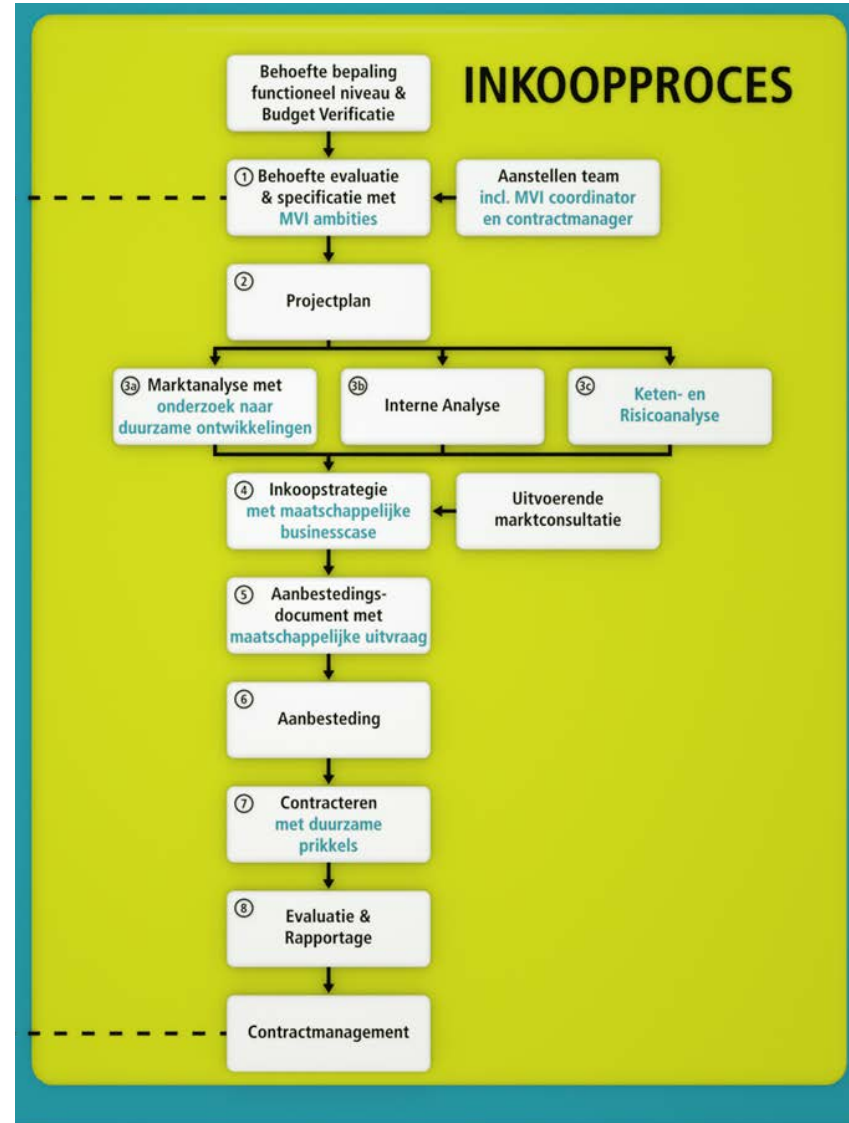 INKOOPPROCES
Behoefte bepaling
functioneel niveau &
Budget Verificatie
① Behoefte evaluatie
& specificatie met
MVI ambities
Aanstellen team
incl. MVI coordinator
en contractmanager
②
Projectplan
③a Marktanalyse met
onderzoek naar
duurzame ontwikkelingen
③b
Interne Analyse
③c
Keten- en
Risicoanalyse
④ Inkoopstrategie
met maatschappelijke
businesscase
Uitvoerende
marktconsultatie
⑤ Aanbestedings-
document met
maatschappelijke uitvraag
⑥
Aanbesteding
⑦ Contracteren
met duurzame
prikkels
⑧
Evaluatie &
Rapportage
Contractmanagement